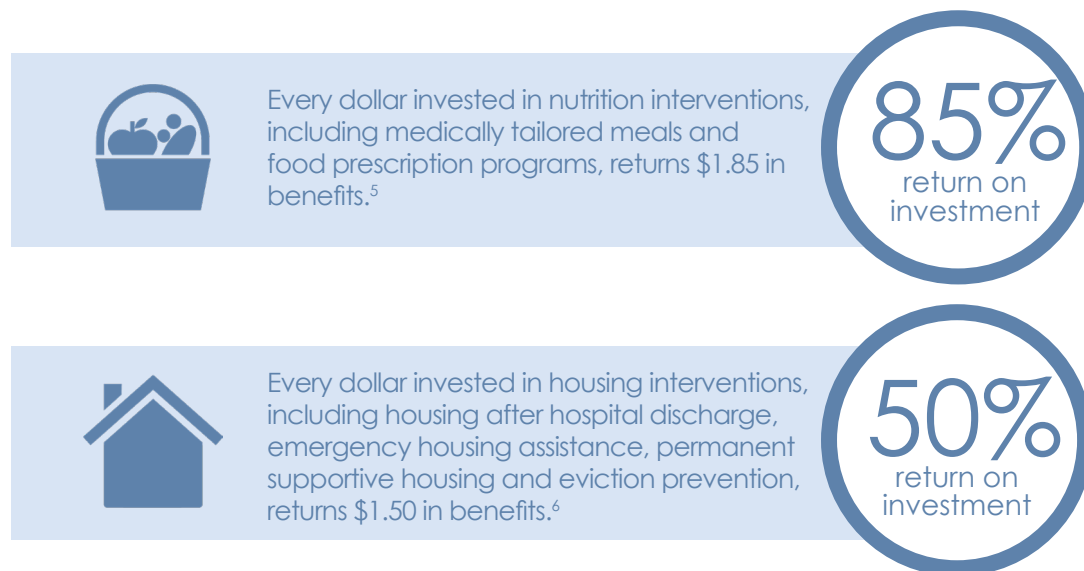 Every dollar invested in nutrition interventions,
including medically tailored meals and
food prescription programs, returns $1.85 in
benefits.⁵
85%
return on
investment
Every dollar invested in housing interventions,
including housing after hospital discharge,
emergency housing assistance, permanent
supportive housing and eviction prevention,
returns $1.50 in benefits.⁶
50%
return on
investment